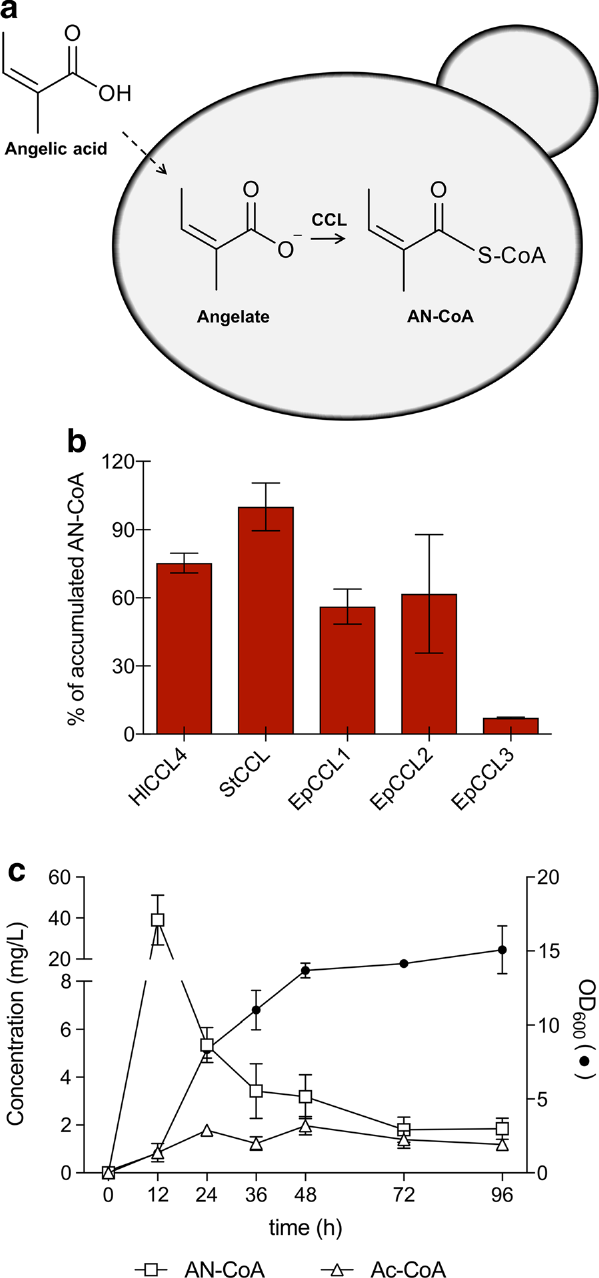 a
O
OH
Angelic acid
O
O⁻
CCL
O
S-CoA
Angelate
AN-CoA
b
% of accumulated AN-CoA
120
90
60
30
0
HlCCL4
StCCL
EpCCL1
EpCCL2
EpCCL3
c
Concentration (mg/L)
60
40
20
8
6
4
2
0
20
15
10
5
0
OD600 (●)
0 12 24 36 48 72 96
time (h)
AN-CoA Ac-CoA